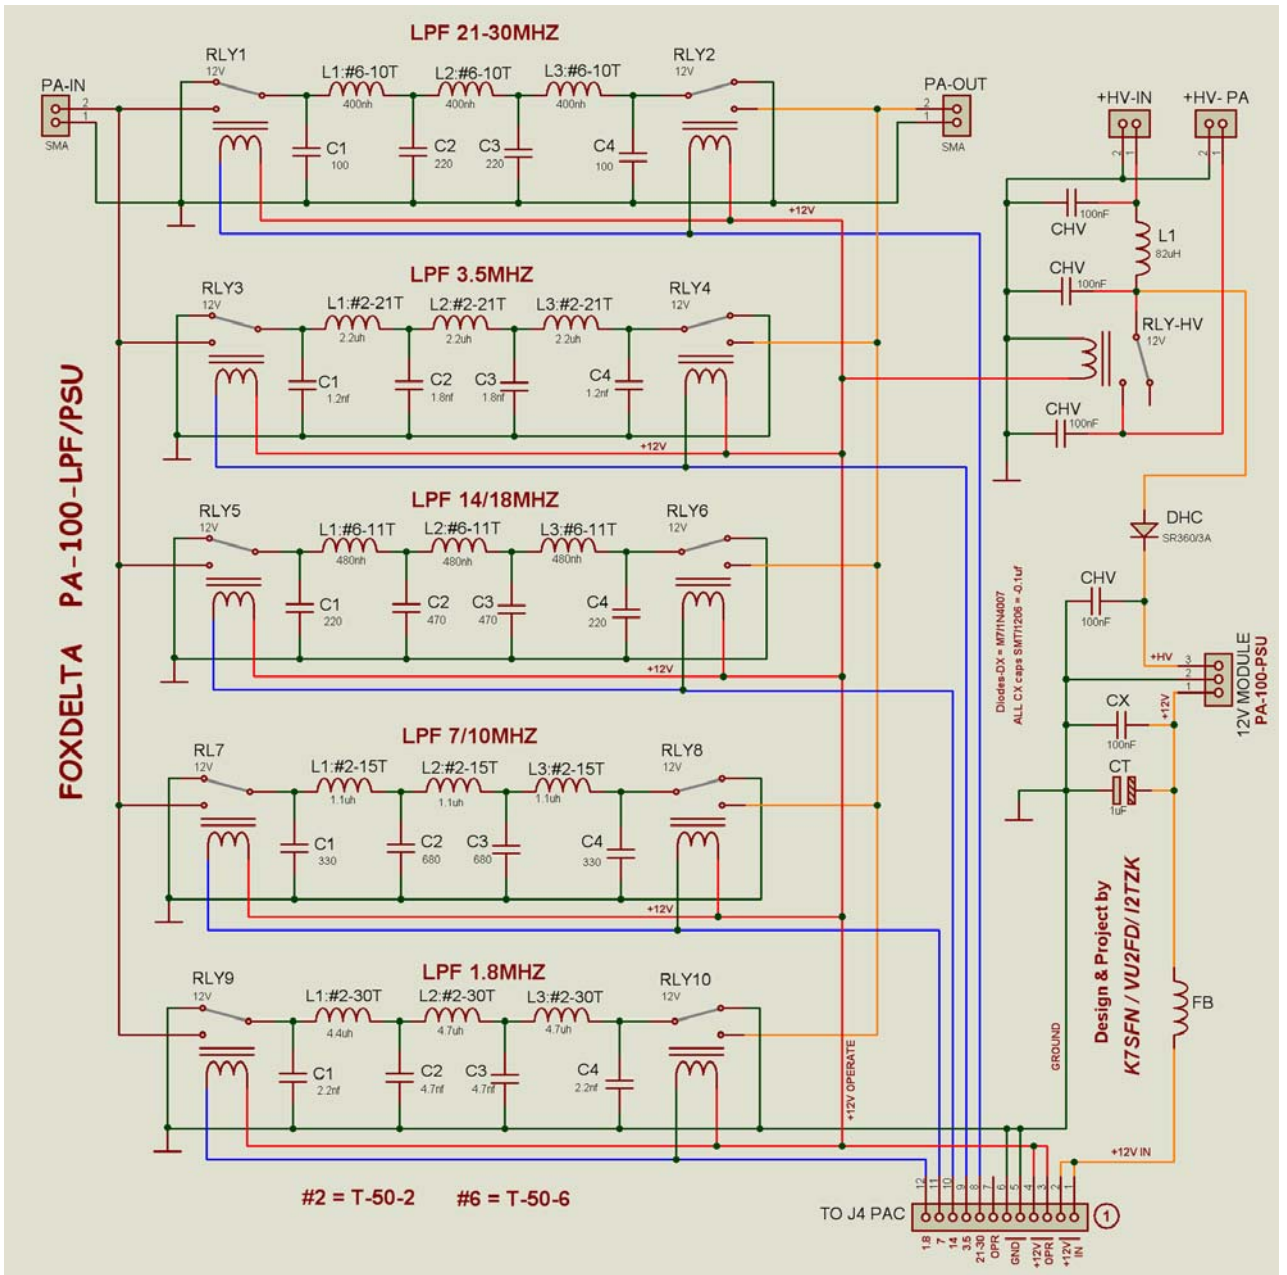 LPF 21-30MHZ
RLY1
12V
L1:#6-10T
400nh
L2:#6-10T
400nh
L3:#6-10T
400nh
RLY2
12V
PA-IN
2
1
SMA
PA-OUT
2
1
SMA
C1
100
C2
220
C3
220
C4
100
+12V
+HV-IN
2
1
+HV- PA
2
1
CHV
100nF
L1
82uH
CHV
100nF
RLY-HV
12V
CHV
100nF
LPF 3.5MHZ
RLY3
12V
L1:#2-21T
2.2uh
L2:#2-21T
2.2uh
L3:#2-21T
2.2uh
RLY4
12V
C1
1.2nf
C2
1.8nf
C3
1.8nf
C4
1.2nf
+12V
FOXDELTA PA-100-LPF/PSU
LPF 14/18MHZ
RLY5
12V
L1:#6-11T
480nh
L2:#6-11T
480nh
L3:#6-11T
480nh
RLY6
12V
C1
220
C2
470
C3
470
C4
220
+12V
DHC
SR360/3A
CHV
100nF
Diodes-DX = M7/1N4007
ALL CX caps SMT/1206 = -0.1uf
+HV
3
2
1
+12V
12V MODULE
PA-100-PSU
CX
100nF
CT
1uF
LPF 7/10MHZ
RL7
12V
L1:#2-15T
1.1uh
L2:#2-15T
1.1uh
L3:#2-15T
1.1uh
RLY8
12V
C1
330
C2
680
C3
680
C4
330
+12V
Design & Project by
K7SFN / VU2FD/ I2TZK
LPF 1.8MHZ
RLY9
12V
L1:#2-30T
4.4uh
L2:#2-30T
4.7uh
L3:#2-30T
4.7uh
RLY10
12V
C1
2.2nf
C2
4.7nf
C3
4.7nf
C4
2.2nf
+12V OPERATE
GROUND
FB
+12V IN
#2 = T-50-2 #6 = T-50-6
TO J4 PAC
12 11 10 9 8 7 6 5 4 3 2 1
1
1.8
7
14
3.5
21-30
OPR
GND
+12V
OPR
+12V
IN